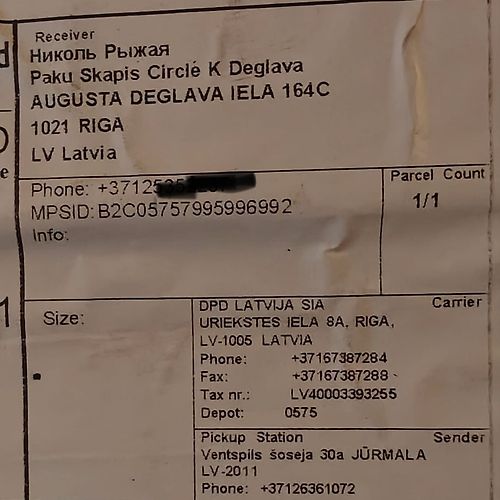 Receiver
Николь Рыжая
Paku Skapis Circle K Deglava
AUGUSTA DEGLAVA IELA 164C
1021 RIGA
LV Latvia
Phone: +37125
MPSID: B2C05757995996992
Info:
Parcel Count
1/1
Size:
DPD LATVIJA SIA Carrier
URIEKSTES IELA 8A, RIGA,
LV-1005 LATVIA
Phone: +37167387284
Fax: +37167387288
Tax nr.: LV40003393255
Depot: 0575
Pickup Station Sender
Ventspils šoseja 30a JŪRMALA
LV-2011
Phone: +37126361072